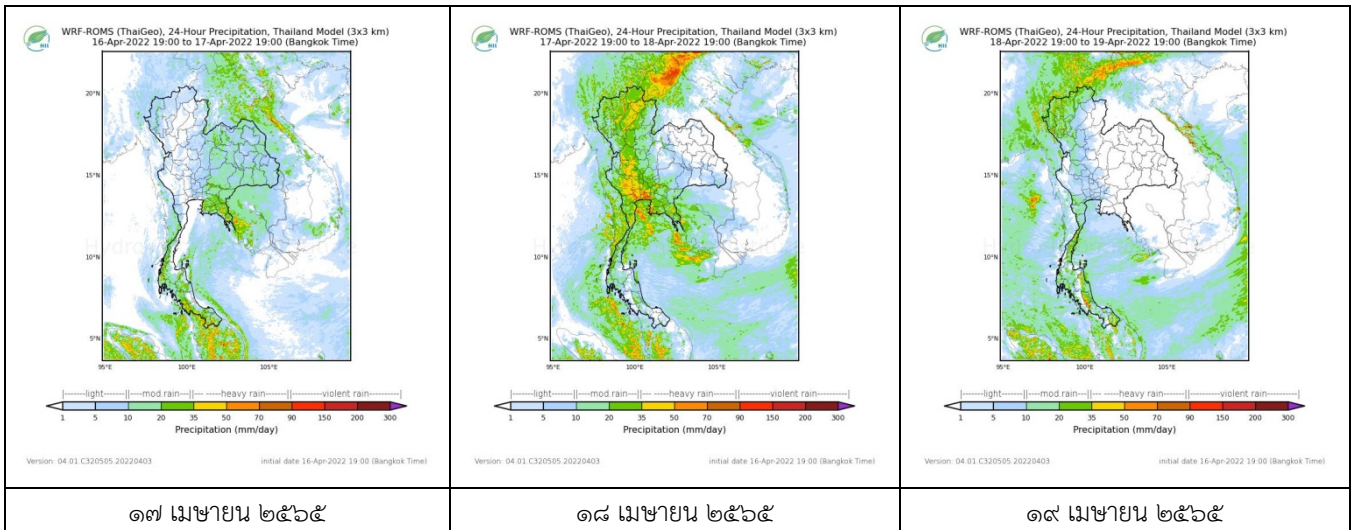 WRF-ROMS (ThaiGeo), 24-Hour Precipitation, Thailand Model (3x3 km)
16-Apr-2022 19:00 to 17-Apr-2022 19:00 (Bangkok Time)
HII
20°N
15°N
10°N
5°N
95°E 100°E 105°E
|-------light------||---mod.rain---||--- ---heavy rain---||-------violent rain-------|
1 5 10 20 35 50 70 90 150 200 300
Precipitation (mm/day)
Version: 04.01.C320505.20220403 initial date 16-Apr-2022 19:00 (Bangkok Time)
๑๗ เมษายน ๒๕๖๕
WRF-ROMS (ThaiGeo), 24-Hour Precipitation, Thailand Model (3x3 km)
17-Apr-2022 19:00 to 18-Apr-2022 19:00 (Bangkok Time)
HII
20°N
15°N
10°N
5°N
95°E 100°E 105°E
|-------light------||---mod.rain---||--- ---heavy rain---||-------violent rain-------|
1 5 10 20 35 50 70 90 150 200 300
Precipitation (mm/day)
Version: 04.01.C320505.20220403 initial date 16-Apr-2022 19:00 (Bangkok Time)
๑๘ เมษายน ๒๕๖๕
WRF-ROMS (ThaiGeo), 24-Hour Precipitation, Thailand Model (3x3 km)
18-Apr-2022 19:00 to 19-Apr-2022 19:00 (Bangkok Time)
HII
20°N
15°N
10°N
5°N
95°E 100°E 105°E
|-------light------||---mod.rain---||--- ---heavy rain---||-------violent rain-------|
1 5 10 20 35 50 70 90 150 200 300
Precipitation (mm/day)
Version: 04.01.C320505.20220403 initial date 16-Apr-2022 19:00 (Bangkok Time)
๑๙ เมษายน ๒๕๖๕